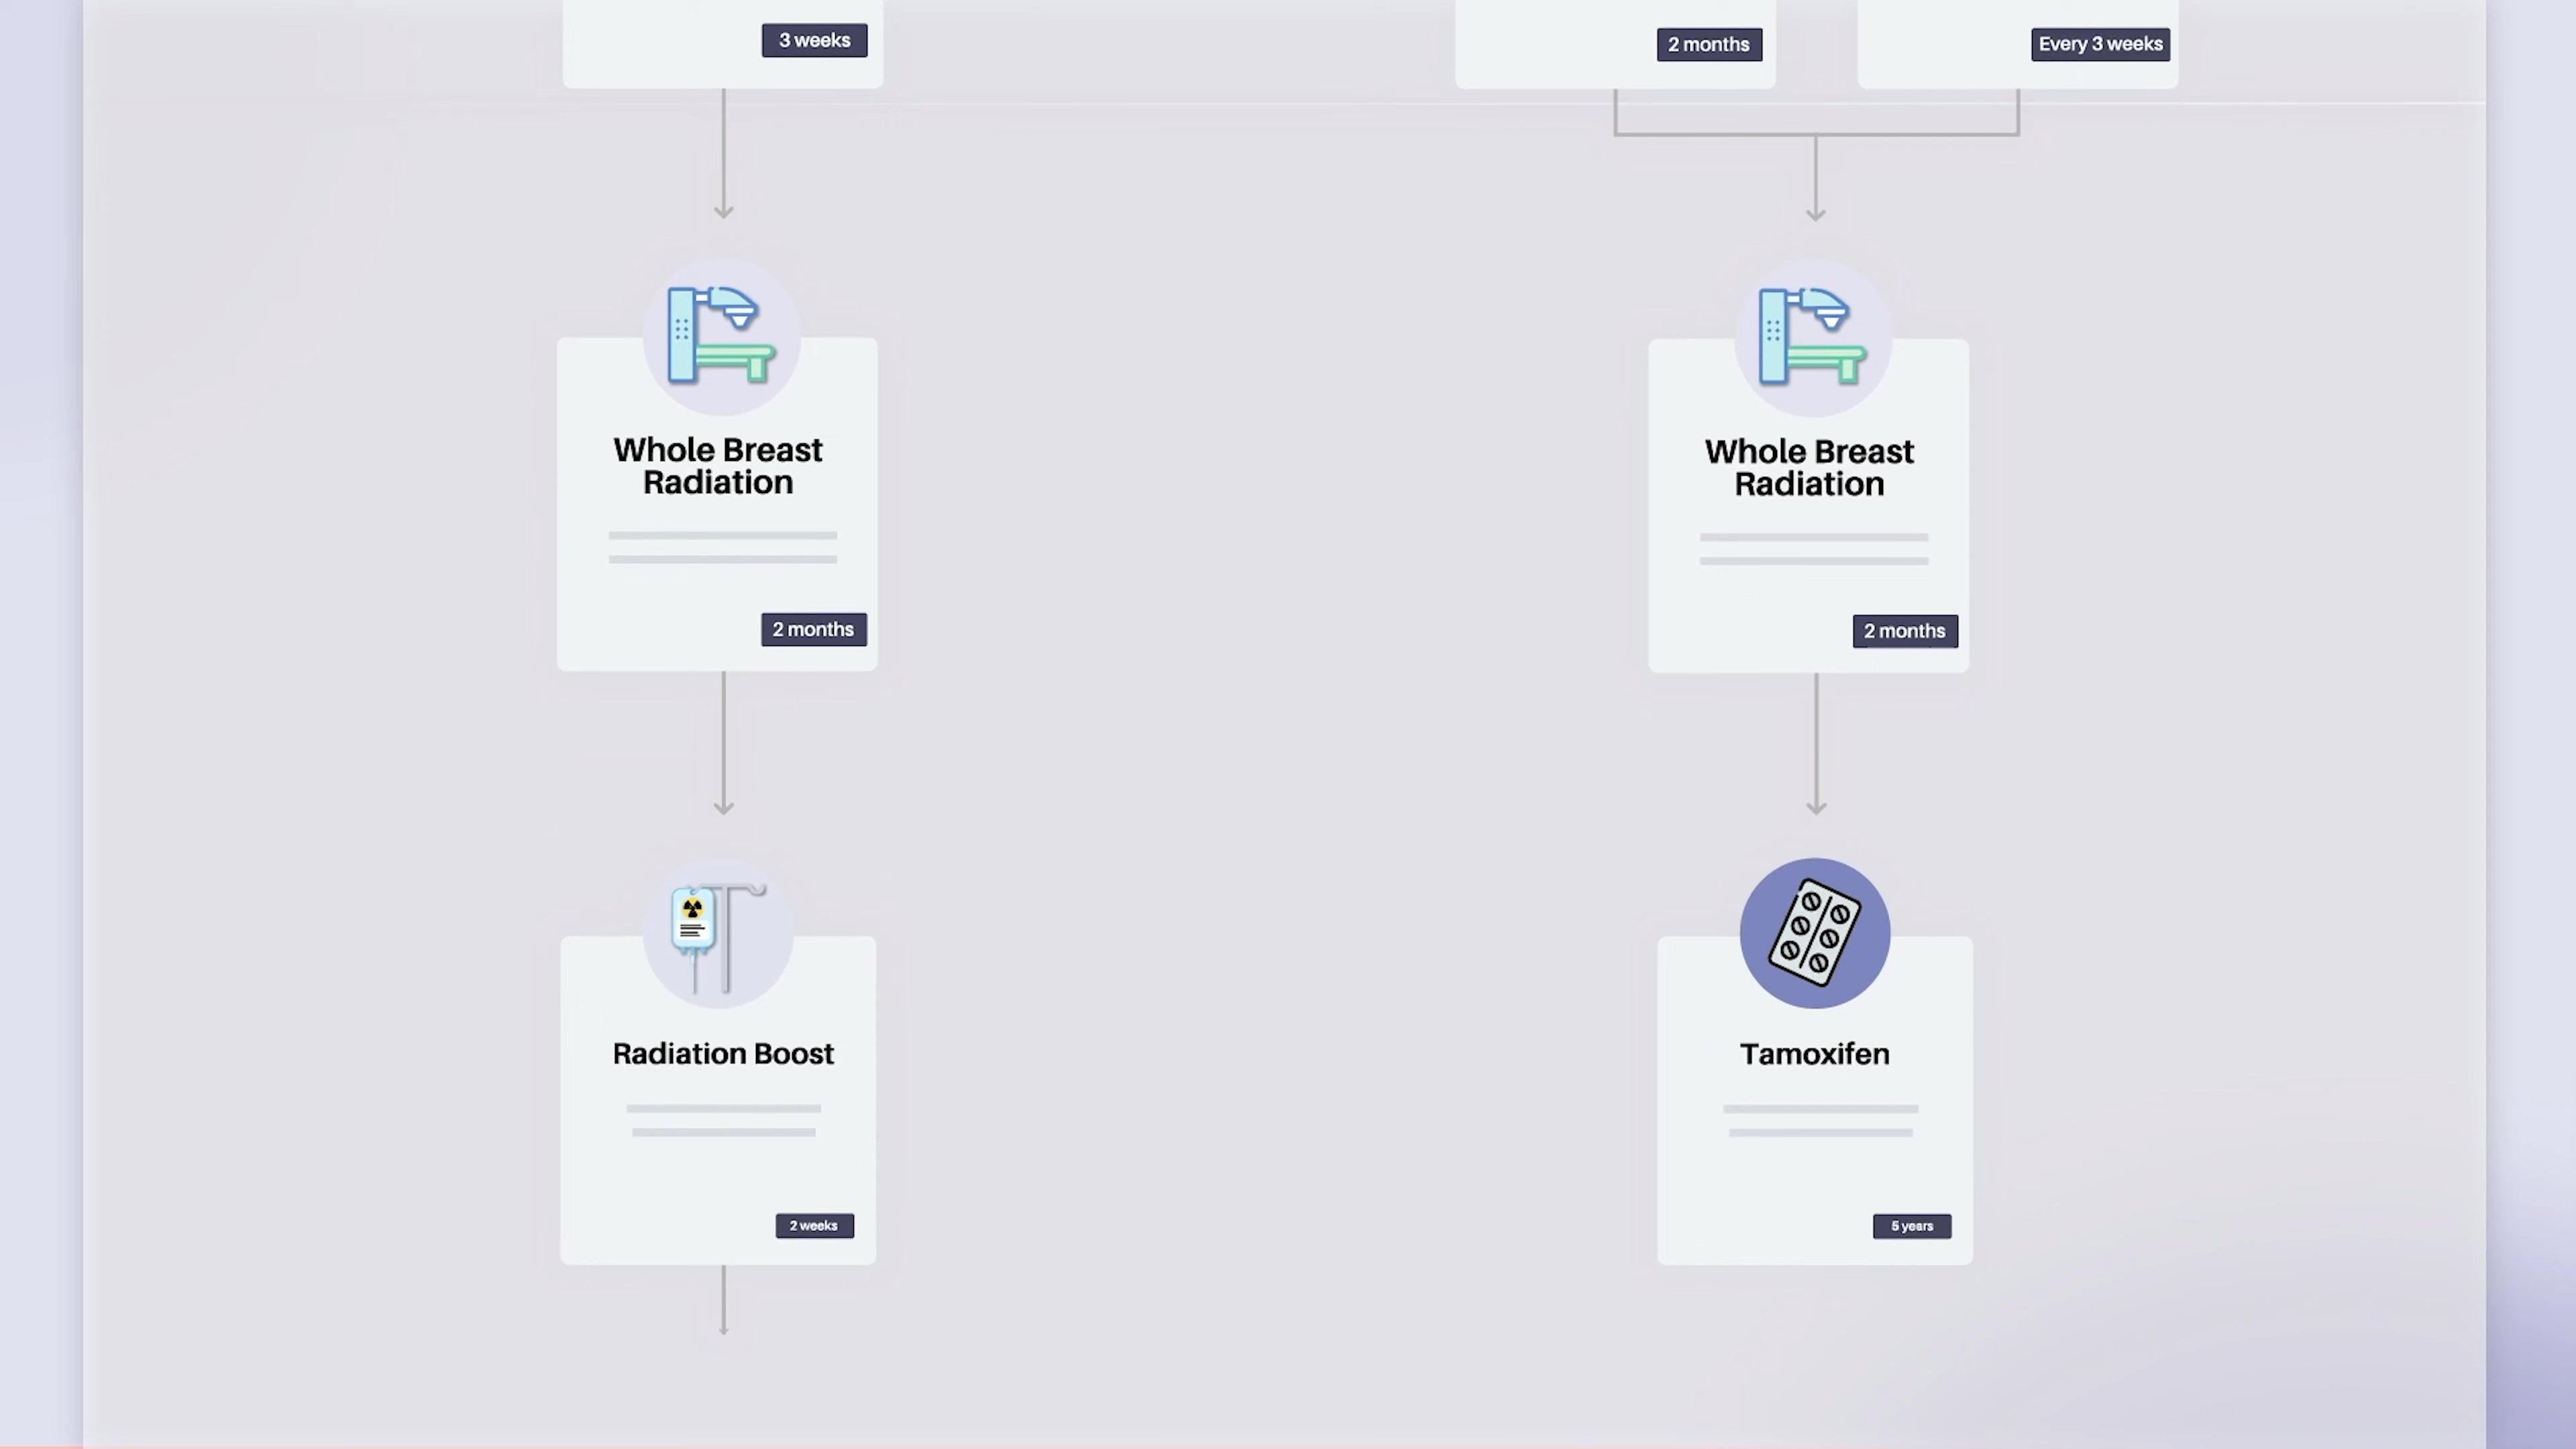 3 weeks
2 months
Every 3 weeks
Whole Breast
Radiation
2 months
Whole Breast
Radiation
2 months
Radiation Boost
2 weeks
Tamoxifen
5 years